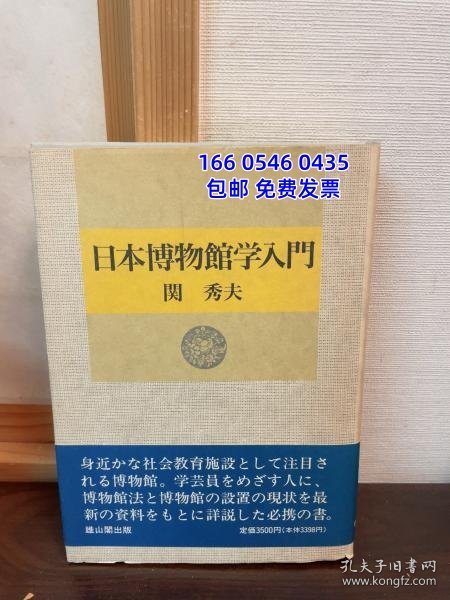 166 0546 0435
包邮 免费发票
日本博物館学入門
関 秀夫
身近かな社会教育施設として注目さ
れる博物館。学芸員をめざす人に、
博物館法と博物館の設置の現状を最
新の資料をもとに詳説した必携の書。
雄山閣出版
定価3500円(本体3398円)
孔夫子旧书网
www.kongfz.com